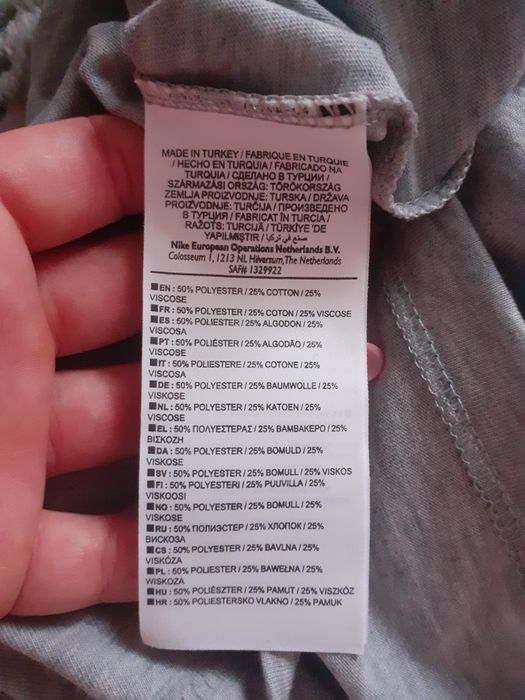 MADE IN TURKEY / FABRIQUE EN TURQUIE
/ HECHO EN TURQUIA / FABRICADO NA
TURQUIA / СДЕЛАНО В ТУРЦИИ /
SZÁRMAZÁSI ORSZÁG: TÖRÖKORSZÁG
ZEMLJA PROIZVODNJE: TURSKA / DRŽAVA
PROIZVODNJE: TURČIJA / ПРОИЗВЕДЕНО
В ТУРЦИЯ / FABRICAT ÎN TURCIA /
RAŽOTS: TURCIJĀ / TÜRKİYE 'DE
YAPILMIŞTIR / صنع في تركيا
Nike European Operations Netherlands B.V.
Colosseum 1, 1213 NL Hilversum, The Netherlands
SAF# 1329922
■ EN : 50% POLYESTER / 25% COTTON / 25%
VISCOSE
■ FR : 50% POLYESTER / 25% COTON / 25% VISCOSE
■ ES : 50% POLIESTER / 25% ALGODON / 25%
VISCOSA
■ PT : 50% POLIÉSTER / 25% ALGODÃO / 25%
VISCOSE
■ IT : 50% POLIESTERE / 25% COTONE / 25%
VISCOSA
■ DE : 50% POLYESTER / 25% BAUMWOLLE / 25%
VISKOSE
■ NL : 50% POLYESTER / 25% KATOEN / 25%
VISCOSE
■ EL : 50% ΠΟΛΥΕΣΤΕΡΑΣ / 25% ΒΑΜΒΑΚΕΡΟ / 25%
ΒΙΣΚΟΖΗ
■ DA : 50% POLYESTER / 25% BOMULD / 25%
VISKOSE
■ SV : 50% POLYESTER / 25% BOMULL / 25% VISKOS
■ FI : 50% POLYESTERI / 25% PUUVILLA / 25%
VISKOOSI
■ NO : 50% POLYESTER / 25% BOMULL / 25%
VISKOSE
■ RU : 50% ПОЛИЭСТЕР / 25% ХЛОПОК / 25%
ВИСКОЗА
■ CS : 50% POLYESTER / 25% BAVLNA / 25%
VISKÓZA
■ PL : 50% POLIESTER / 25% BAWEŁNA / 25%
WISKOZA
■ HU : 50% POLIÉSZTER / 25% PAMUT / 25% VISZKÓZ
■ HR : 50% POLIESTERSKO VLAKNO / 25% PAMUK